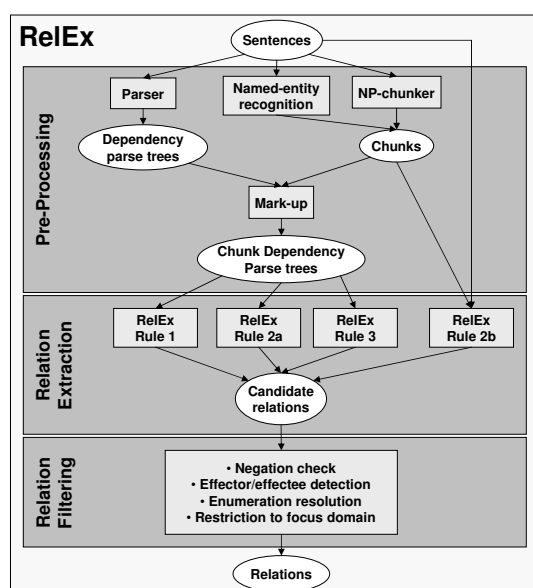 RelEx
Sentences
Pre-Processing
Parser
Named-entity
recognition
NP-chunker
Dependency
parse trees
Chunks
Mark-up
Chunk Dependency
Parse trees
Relation
Extraction
RelEx
Rule 1
RelEx
Rule 2a
RelEx
Rule 3
RelEx
Rule 2b
Candidate
relations
Relation
Filtering
• Negation check
• Effector/effectee detection
• Enumeration resolution
• Restriction to focus domain
Relations